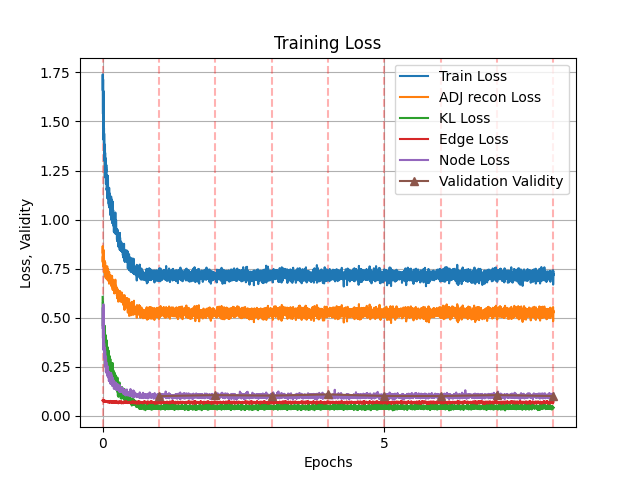 Training Loss
Loss, Validity
1.75
1.50
1.25
1.00
0.75
0.50
0.25
0.00
Train Loss
ADJ recon Loss
KL Loss
Edge Loss
Node Loss
Validation Validity
0
5
Epochs